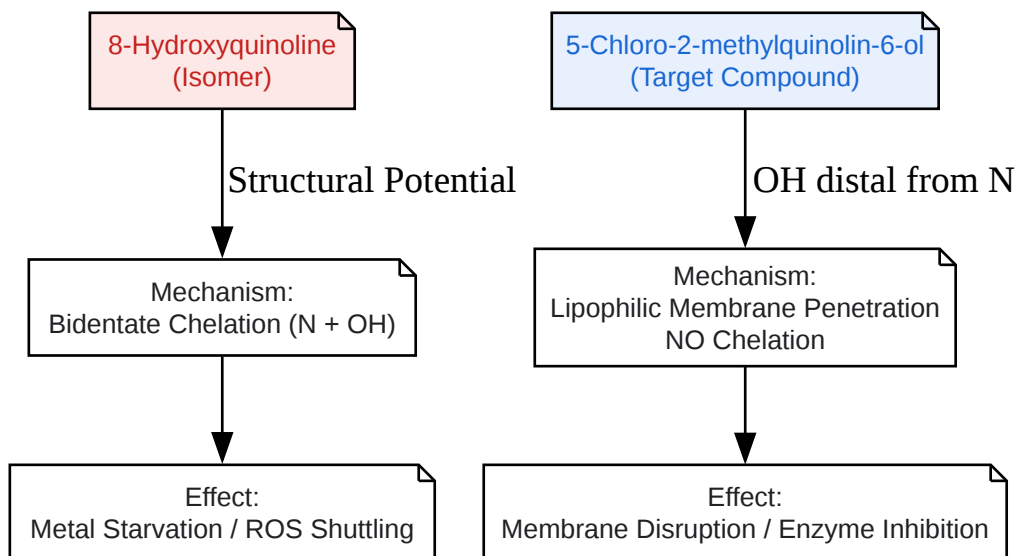 8-Hydroxyquinoline
(Isomer)
5-Chloro-2-methylquinolin-6-ol
(Target Compound)
Structural Potential
OH distal from N
Mechanism:
Bidentate Chelation (N + OH)
Mechanism:
Lipophilic Membrane Penetration
NO Chelation
Effect:
Metal Starvation / ROS Shuttling
Effect:
Membrane Disruption / Enzyme Inhibition